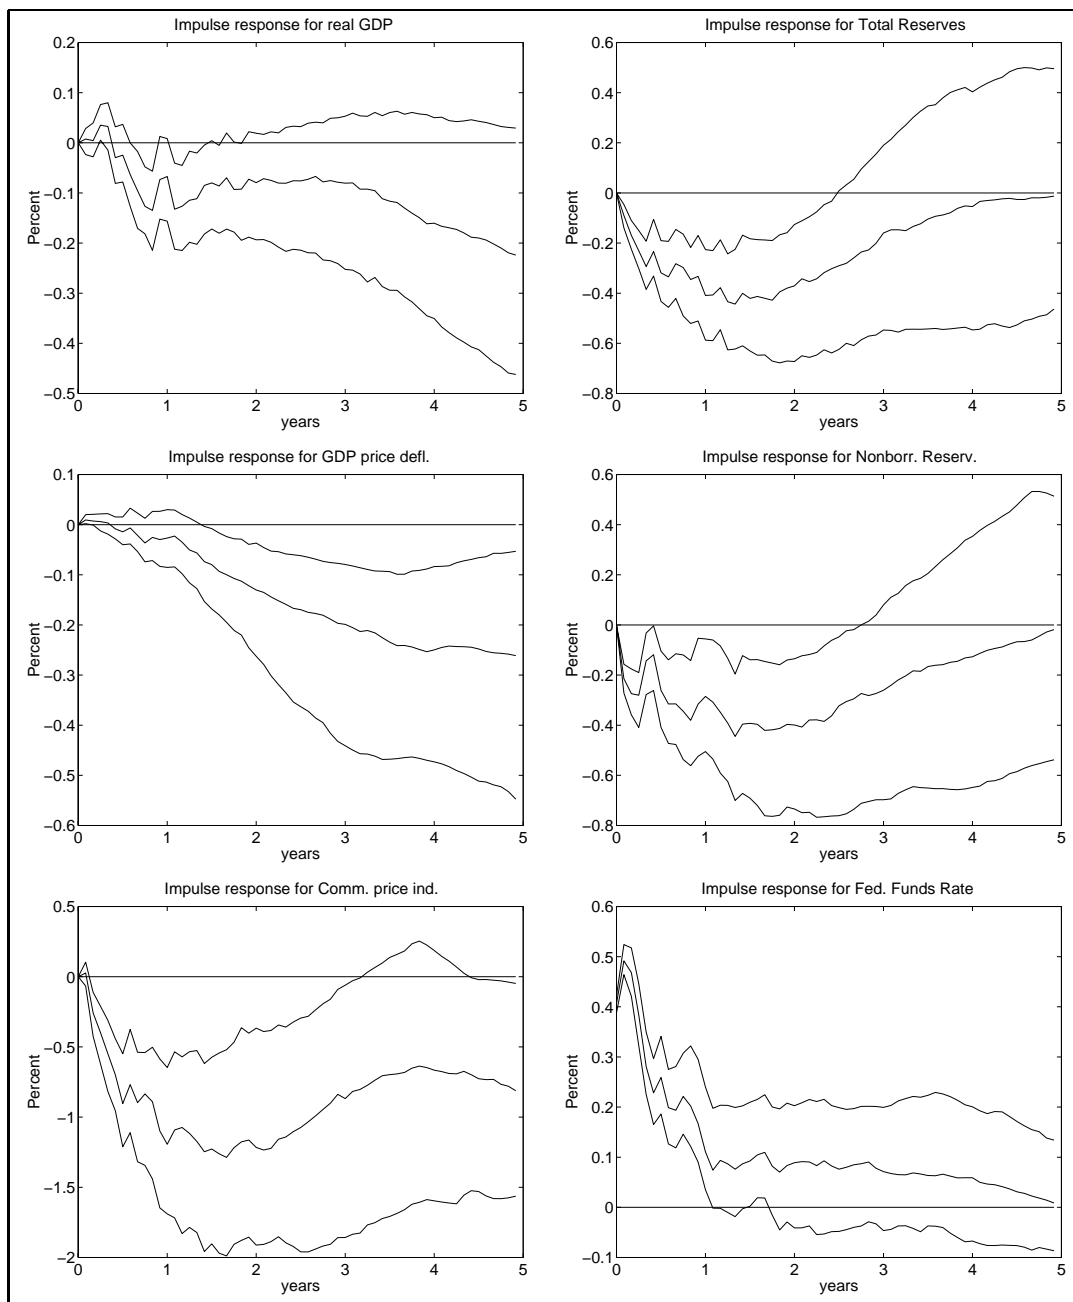 Impulse response for real GDP
0.2
0.1
0
−0.1
−0.2
−0.3
−0.4
−0.5
Percent
0 1 2 3 4 5
years
Impulse response for Total Reserves
0.6
0.4
0.2
0
−0.2
−0.4
−0.6
−0.8
Percent
0 1 2 3 4 5
years
Impulse response for GDP price defl.
0.1
0
−0.1
−0.2
−0.3
−0.4
−0.5
−0.6
Percent
0 1 2 3 4 5
years
Impulse response for Nonborr. Reserv.
0.6
0.4
0.2
0
−0.2
−0.4
−0.6
−0.8
Percent
0 1 2 3 4 5
years
Impulse response for Comm. price ind.
0.5
0
−0.5
−1
−1.5
−2
Percent
0 1 2 3 4 5
years
Impulse response for Fed. Funds Rate
0.6
0.5
0.4
0.3
0.2
0.1
0
−0.1
Percent
0 1 2 3 4 5
years